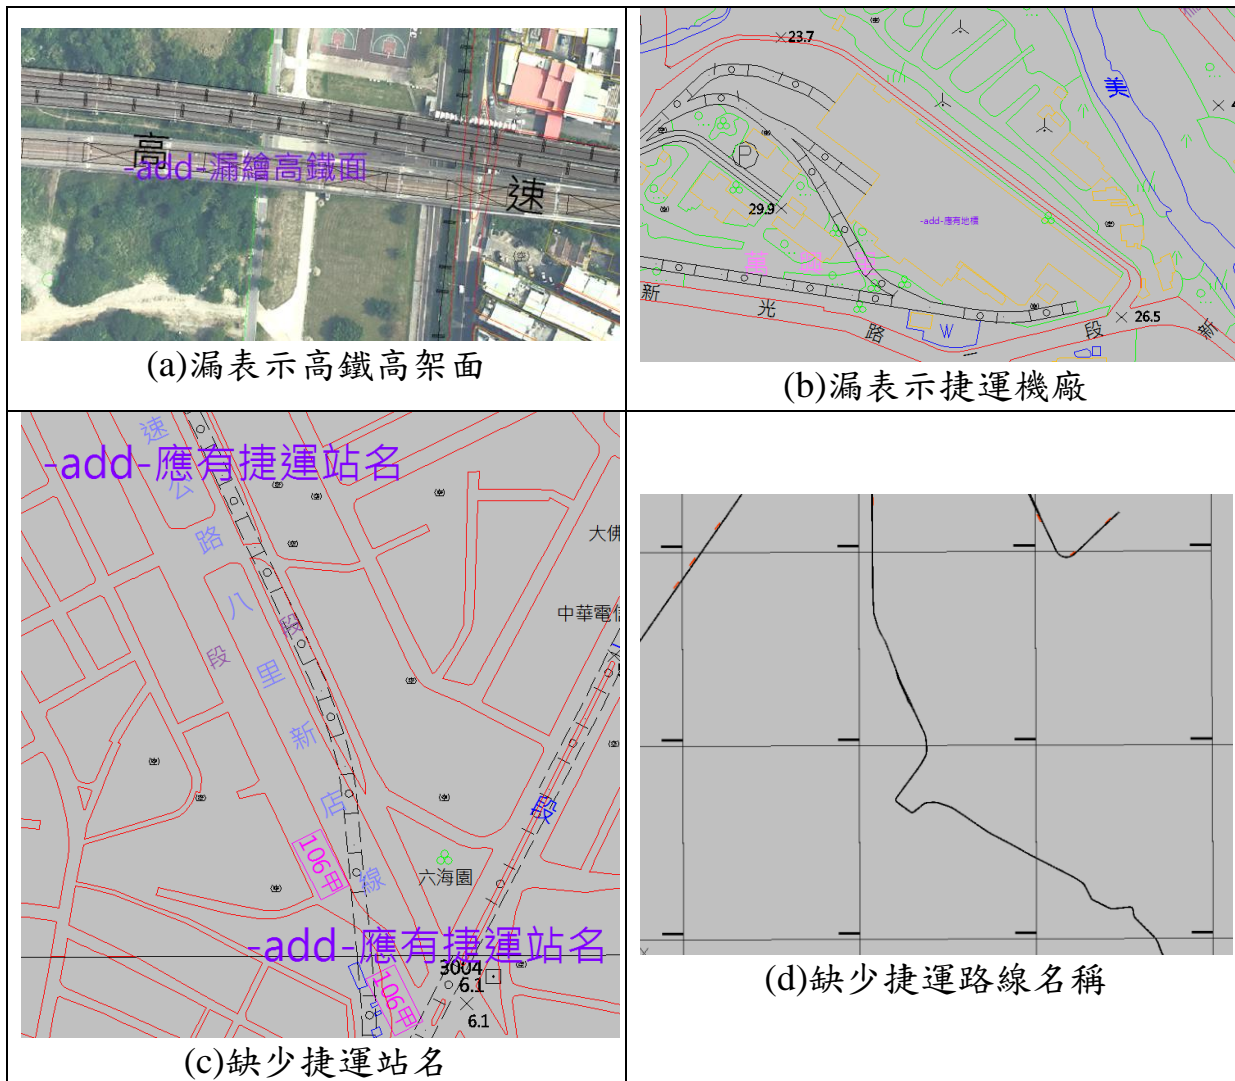 高
-add-漏繪高鐵面
速
(a)漏表示高鐵高架面
23.7
美
P
29.9
-add-應有地標
萬興
新光路
段
新
W
26.5
(b)漏表示捷運機廠
速公路八里新店線
-add-應有捷運站名
大佛
中華電信
段
段
段
106甲
六海園
-add-應有捷運站名
3004
6.1
6.1
106甲
(c)缺少捷運站名
(d)缺少捷運路線名稱